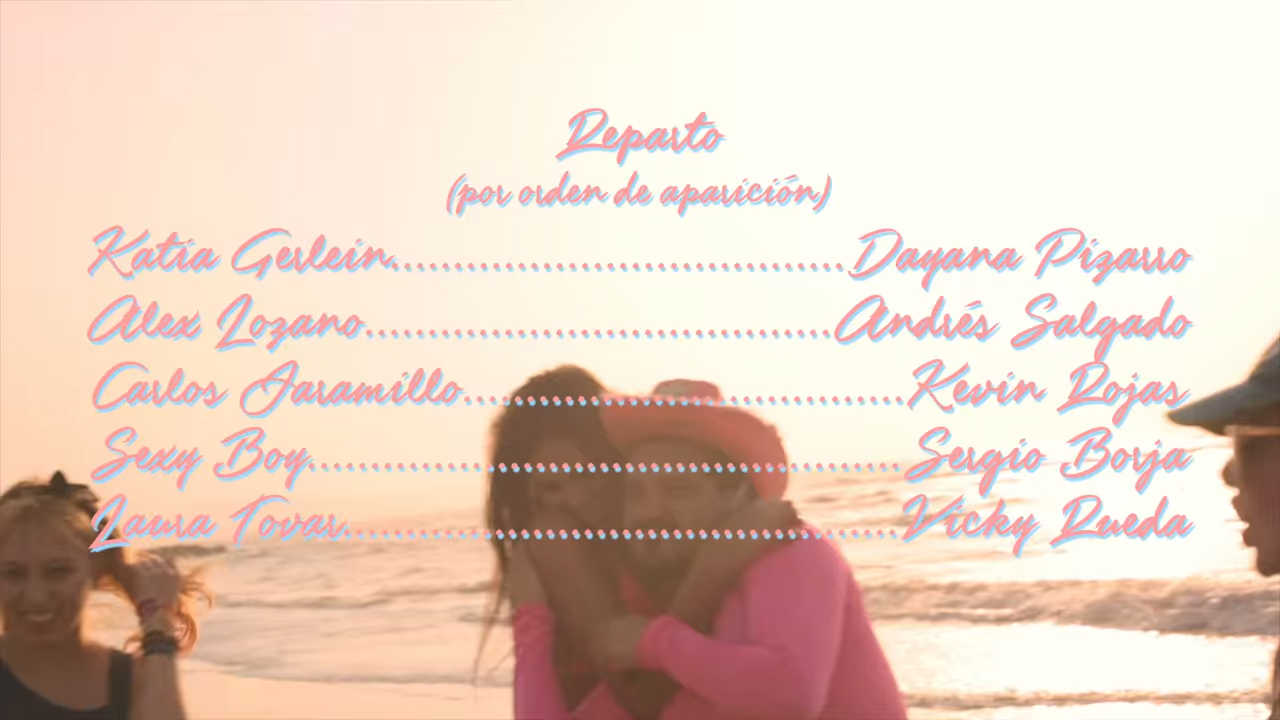 Reparto
(por orden de aparición)
Katia Gerlein........................................Dayana Pizarro
Alex Lozano........................................Andrés Salgado
Carlos Jaramillo......................................Kevin Rojas
Sexy Boy...................................................Sergio Borja
Laura Tovar................................................Vicky Rueda